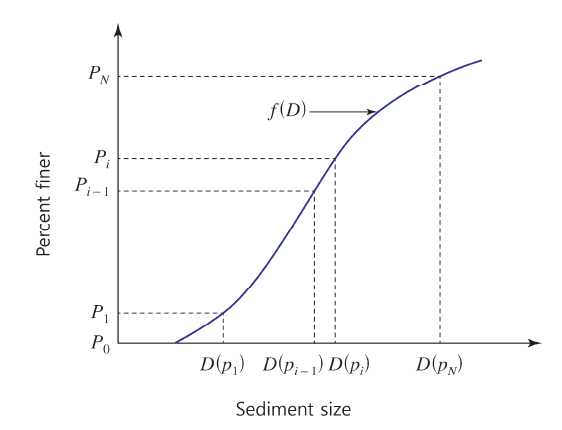 P_N
f(D)
P_i
P_{i−1}
P_1
P_0
D(p_1) D(p_{i−1}) D(p_i) D(p_N)
Sediment size
Percent finer